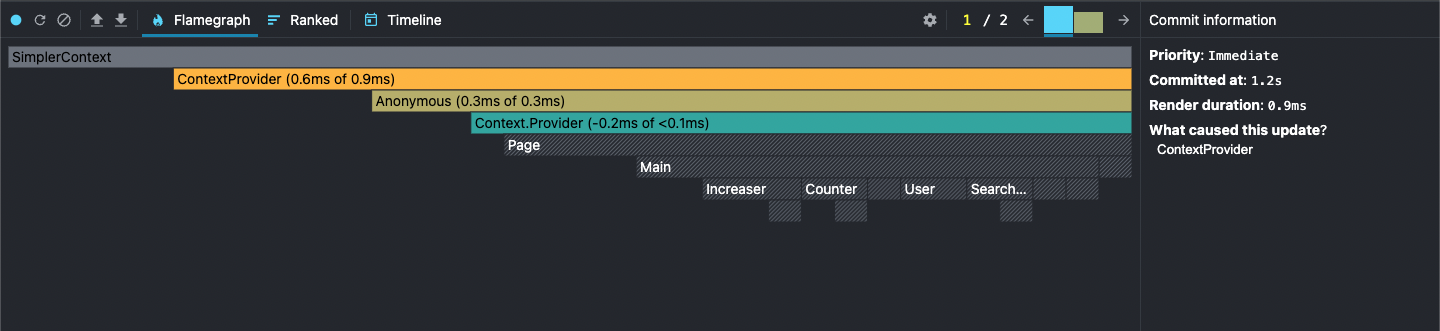 Flamegraph Ranked Timeline 1 / 2 Commit information
SimplerContext
ContextProvider (0.6ms of 0.9ms)
Anonymous (0.3ms of 0.3ms)
Context.Provider (-0.2ms of <0.1ms)
Page
Main
Increaser Counter User Search...
Priority: Immediate
Committed at: 1.2s
Render duration: 0.9ms
What caused this update?
ContextProvider